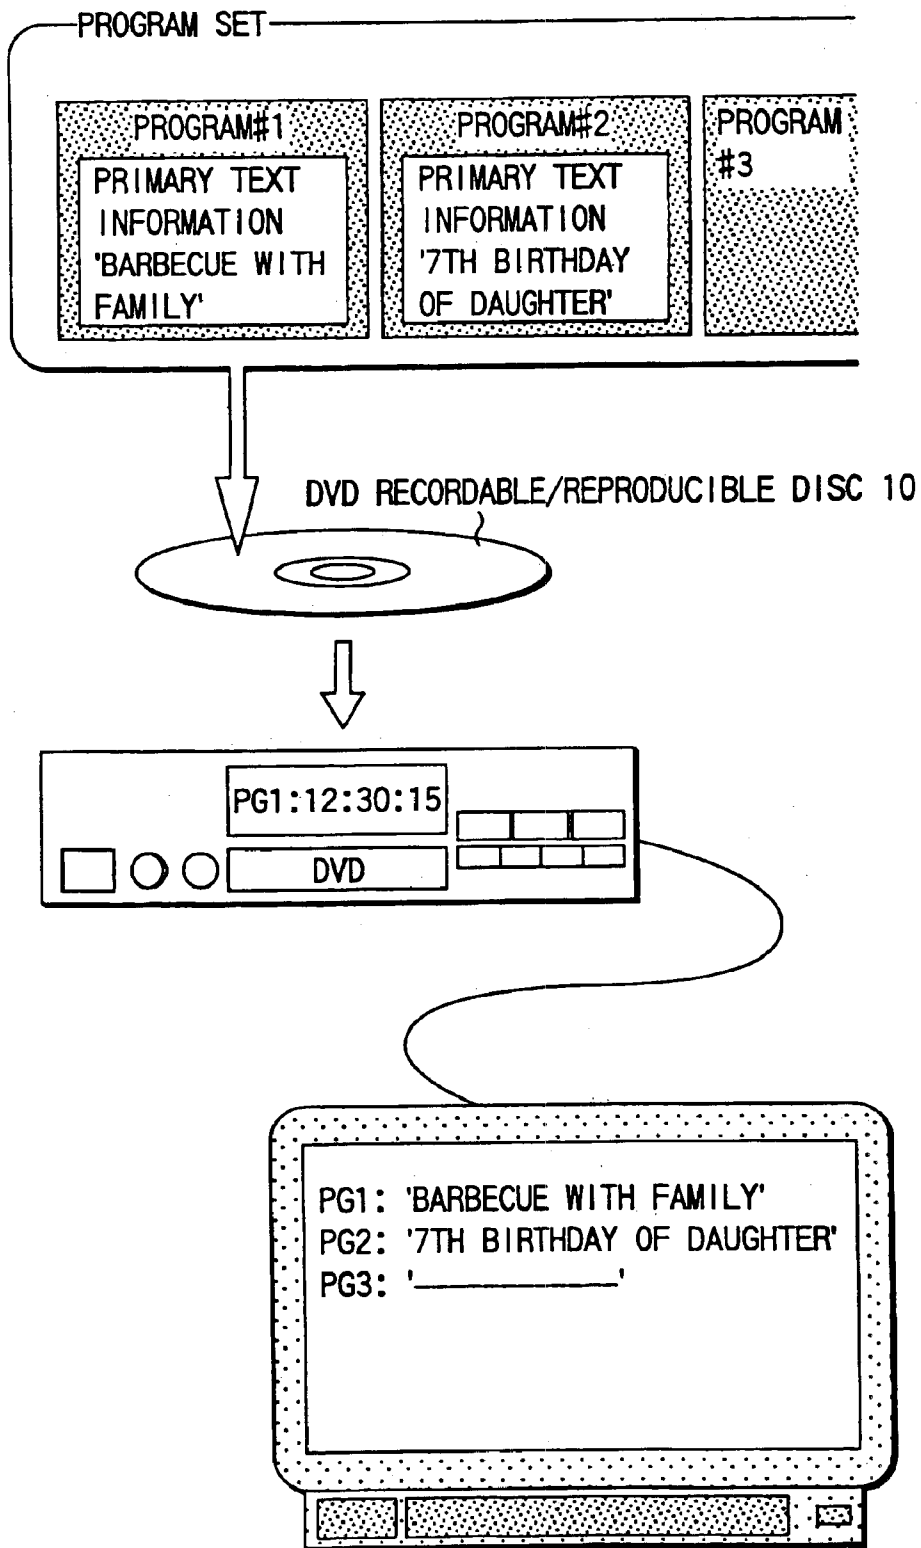 PROGRAM SET
PROGRAM#1
PRIMARY TEXT
INFORMATION
'BARBECUE WITH
FAMILY'
PROGRAM#2
PRIMARY TEXT
INFORMATION
'7TH BIRTHDAY
OF DAUGHTER'
PROGRAM
#3
DVD RECORDABLE/REPRODUCIBLE DISC 10
PG1:12:30:15
DVD
PG1: 'BARBECUE WITH FAMILY'
PG2: '7TH BIRTHDAY OF DAUGHTER'
PG3: '————'